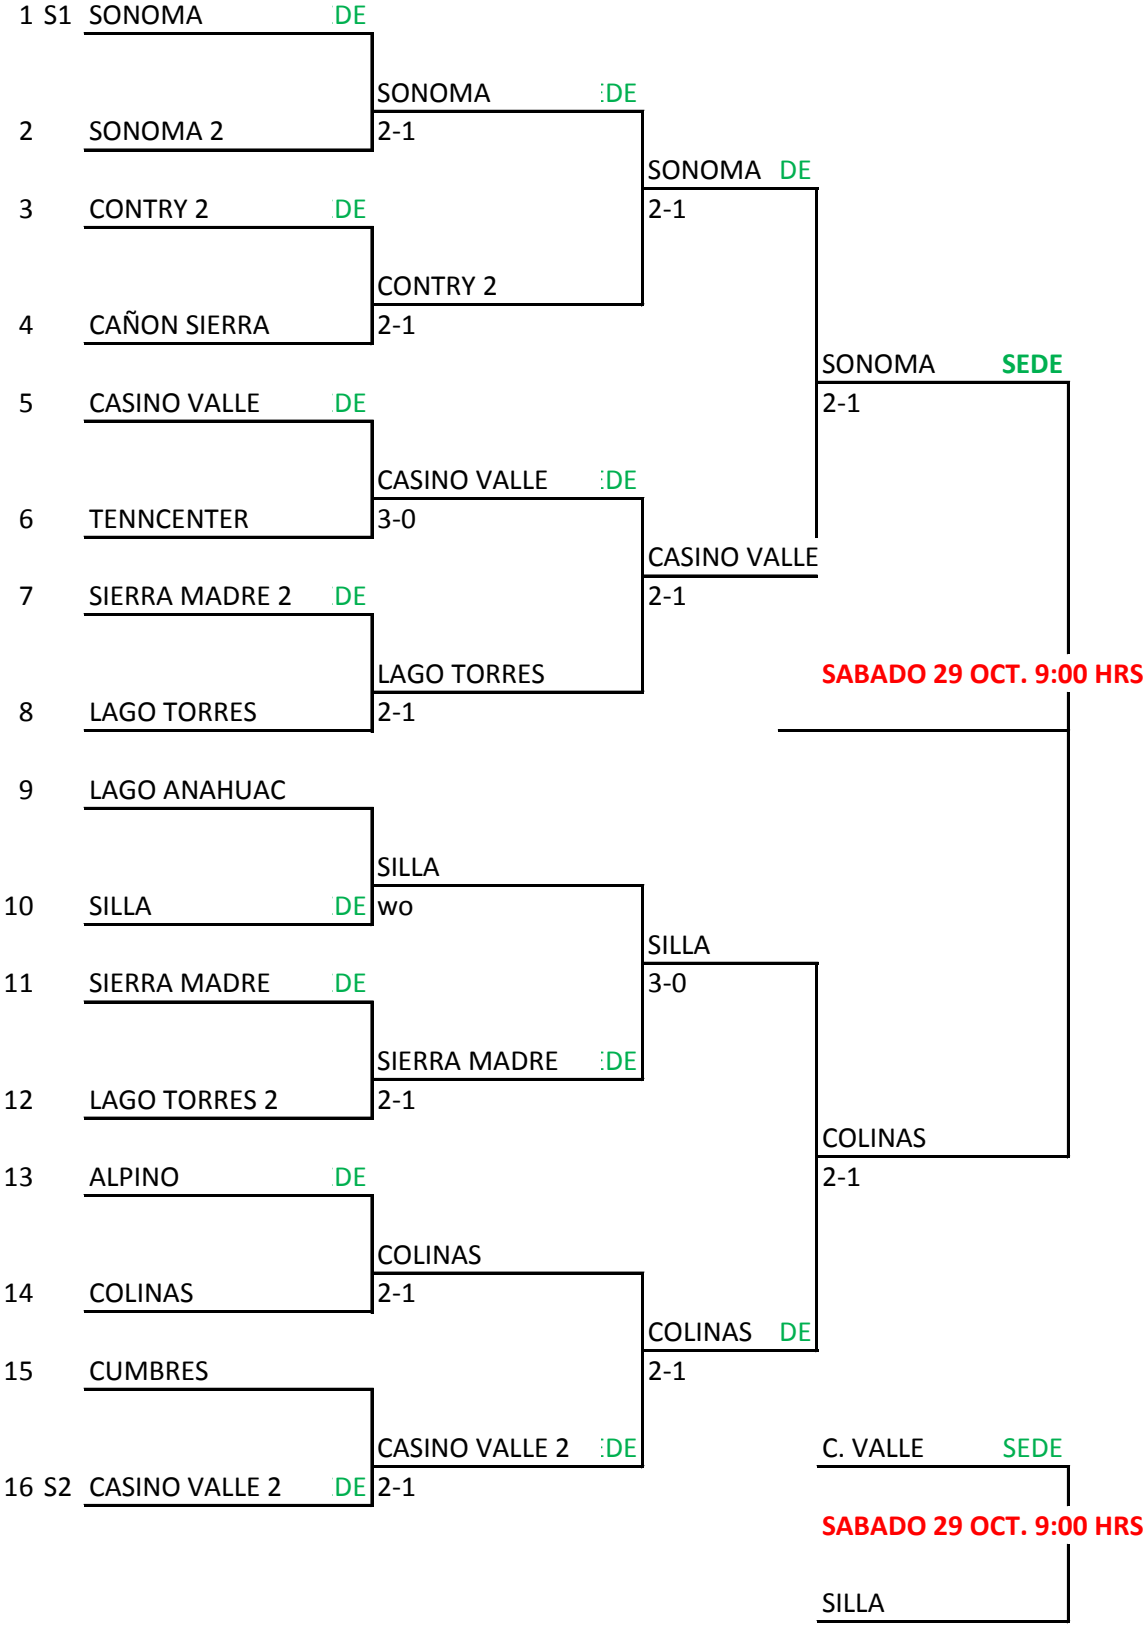 1 S1 SONOMA DE
SONOMA DE
2 SONOMA 2 2-1
SONOMA DE
3 CONTRY 2 DE 2-1
CONTRY 2
4 CAÑON SIERRA 2-1
SONOMA SEDE
5 CASINO VALLE DE 2-1
CASINO VALLE DE
6 TENNCENTER 3-0
CASINO VALLE
7 SIERRA MADRE 2 DE 2-1
LAGO TORRES SABADO 29 OCT. 9:00 HRS
8 LAGO TORRES 2-1
9 LAGO ANAHUAC
SILLA
10 SILLA DE wo
SILLA
11 SIERRA MADRE DE 3-0
SIERRA MADRE DE
12 LAGO TORRES 2 2-1
COLINAS
13 ALPINO DE 2-1
COLINAS
14 COLINAS 2-1
COLINAS DE
15 CUMBRES 2-1
CASINO VALLE 2 DE C. VALLE SEDE
16 S2 CASINO VALLE 2 DE 2-1
SABADO 29 OCT. 9:00 HRS
SILLA